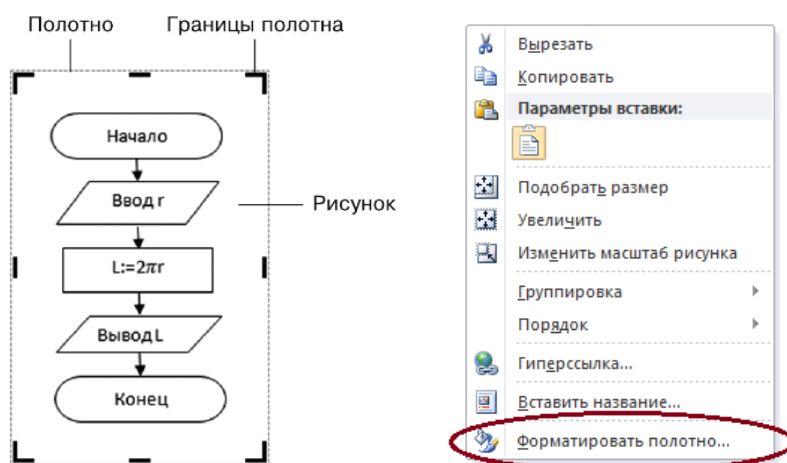 Полотно
Границы полотна
Начало
Ввод r
Рисунок
L:=2πr
Вывод L
Конец
Вырезать
Копировать
Параметры вставки:
Подобрать размер
Увеличить
Изменить масштаб рисунка
Группировка
Порядок
Гиперссылка...
Вставить название...
Форматировать полотно...